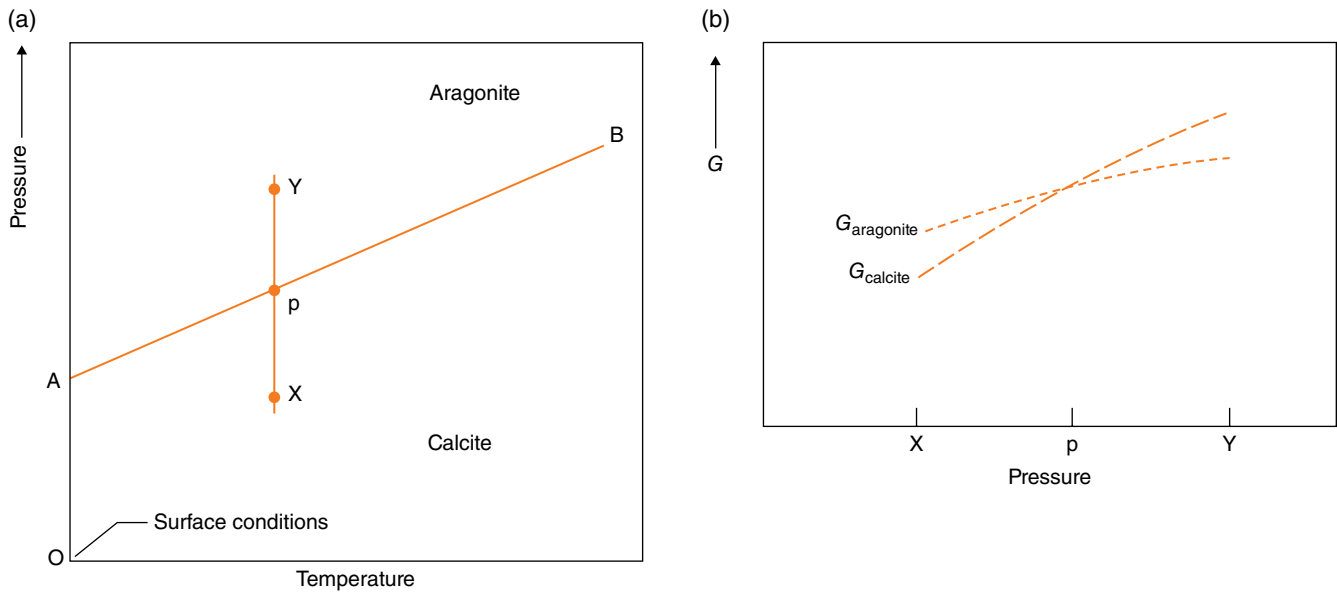 (a)
Pressure
Aragonite
B
Y
p
A
X
Calcite
Surface conditions
O
Temperature
(b)
G
Garagonite
Gcalcite
X p Y
Pressure